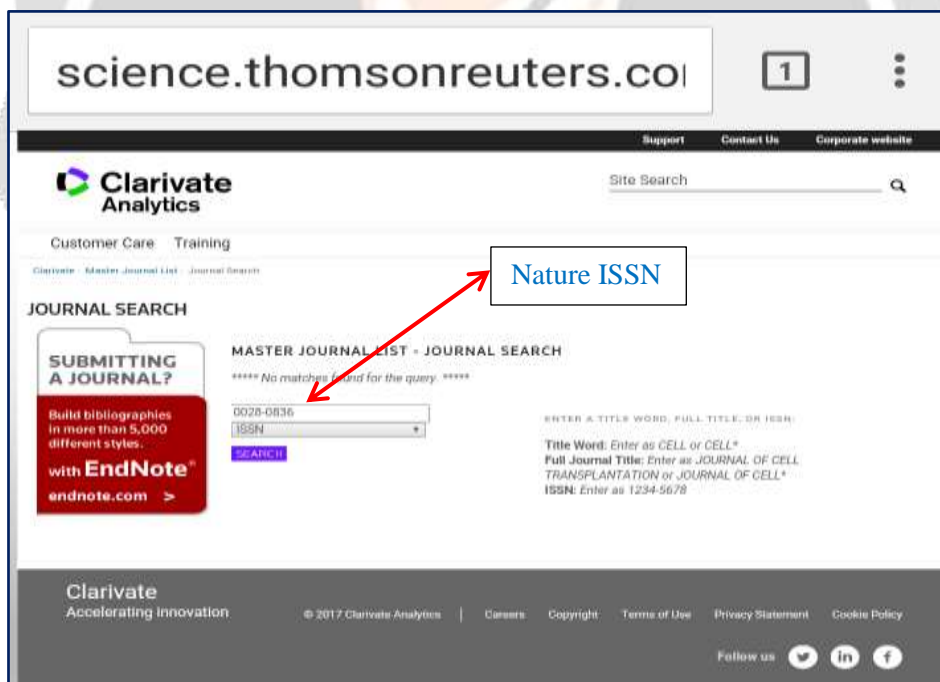 science.thomsonreuters.co
1
Support Contact Us Corporate website
Clarivate
Analytics
Site Search
Customer Care Training
Clarivate Master Journal List Journal Search
Nature ISSN
JOURNAL SEARCH
SUBMITTING
A JOURNAL?
Build bibliographies
in more than 5,000
different styles.
with EndNote®
endnote.com >
MASTER JOURNAL LIST - JOURNAL SEARCH
***** No matches found for the query. *****
0028-0836
ISSN
SEARCH
ENTER A TITLE WORD, FULL TITLE, OR ISSN:
Title Word: Enter as CELL or CELL*
Full Journal Title: Enter as JOURNAL OF CELL
TRANSPLANTATION or JOURNAL OF CELL*
ISSN: Enter as 1234-5678
Clarivate
Accelerating Innovation
© 2017 Clarivate Analytics | Careers Copyright Terms of Use Privacy Statement Cookie Policy
Follow us